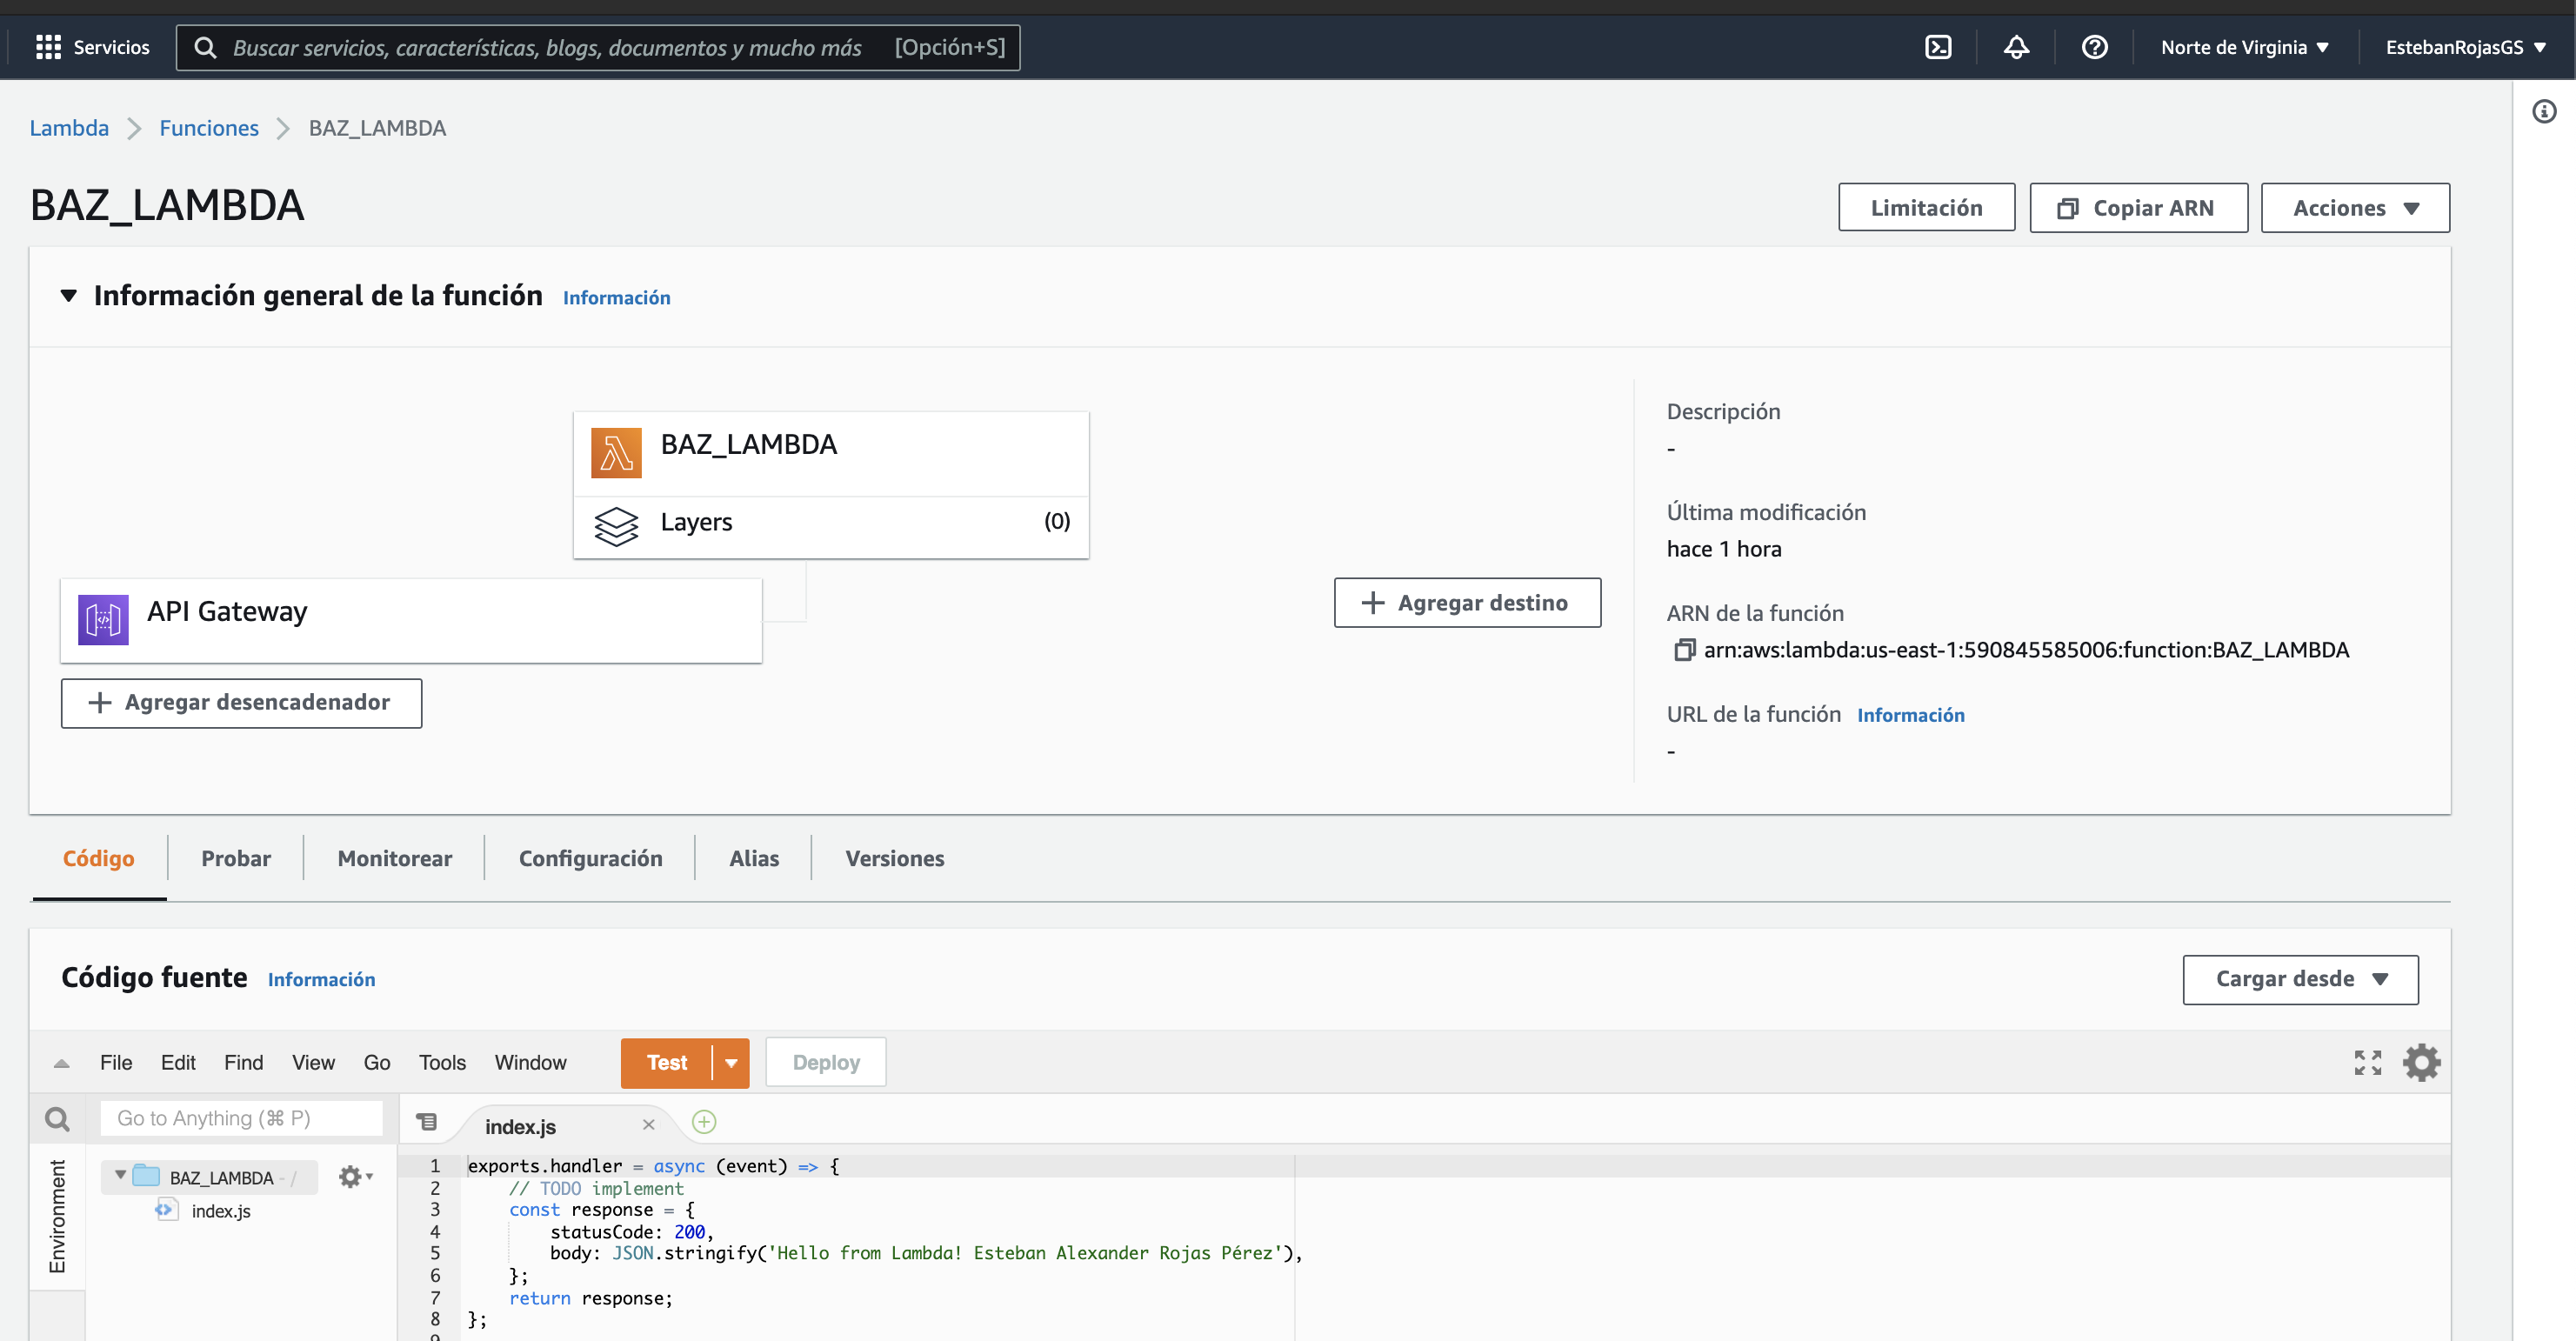 Servicios Buscar servicios, características, blogs, documentos y mucho más [Opción+S] Norte de Virginia EstebanRojasGS
Lambda Funciones BAZ_LAMBDA
BAZ_LAMBDA
Limitación Copiar ARN Acciones
Información general de la función Información
BAZ_LAMBDA
Layers (0)
API Gateway
Agregar desencadenador
Agregar destino
Descripción
-
Última modificación
hace 1 hora
ARN de la función
arn:aws:lambda:us-east-1:590845585006:function:BAZ_LAMBDA
URL de la función Información
-
Código Probar Monitorear Configuración Alias Versiones
Código fuente Información
Cargar desde
File Edit Find View Go Tools Window Test Deploy
Go to Anything (⌘ P)
index.js
Environment
BAZ_LAMBDA - /
index.js
1 exports.handler = async (event) => {
2 // TODO implement
3 const response = {
4 statusCode: 200,
5 body: JSON.stringify('Hello from Lambda! Esteban Alexander Rojas Pérez'),
6 };
7 return response;
8 };
9